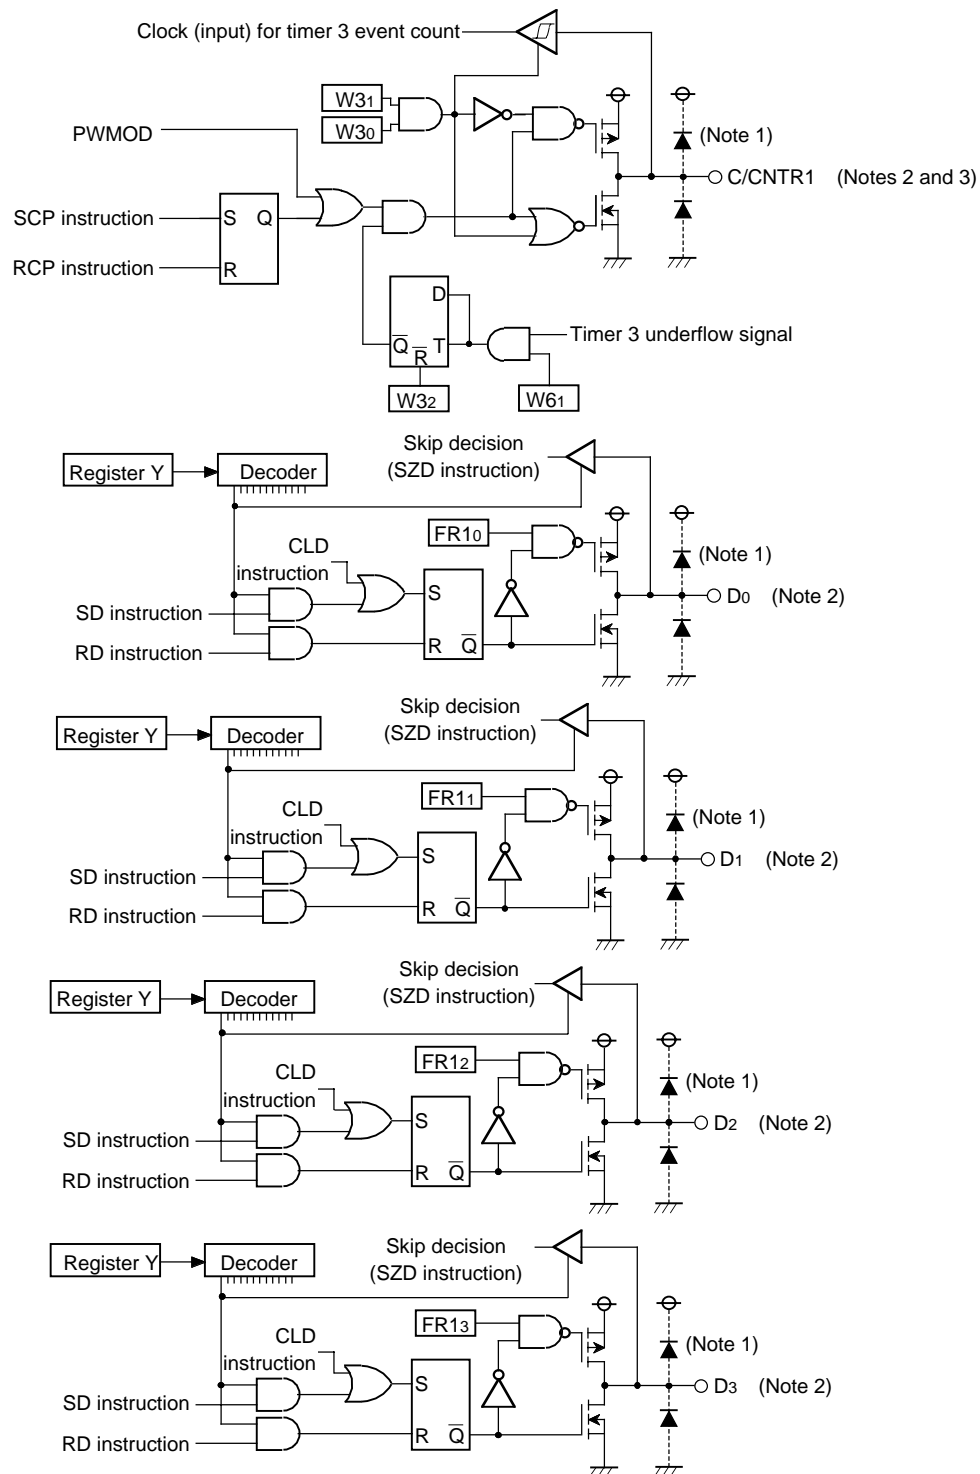 Clock (input) for timer 3 event count
W31
W30
PWMOD
(Note 1)
C/CNTR1 (Notes 2 and 3)
SCP instruction
S Q
RCP instruction
R
D
Q R T
Timer 3 underflow signal
W32
W61
Skip decision
(SZD instruction)
Register Y
Decoder
FR10
CLD
instruction
(Note 1)
S
D0 (Note 2)
SD instruction
RD instruction
R Q
Skip decision
(SZD instruction)
Register Y
Decoder
FR11
CLD
instruction
(Note 1)
S
D1 (Note 2)
SD instruction
RD instruction
R Q
Skip decision
(SZD instruction)
Register Y
Decoder
FR12
CLD
instruction
(Note 1)
S
D2 (Note 2)
SD instruction
RD instruction
R Q
Skip decision
(SZD instruction)
Register Y
Decoder
FR13
CLD
instruction
(Note 1)
S
D3 (Note 2)
SD instruction
RD instruction
R Q